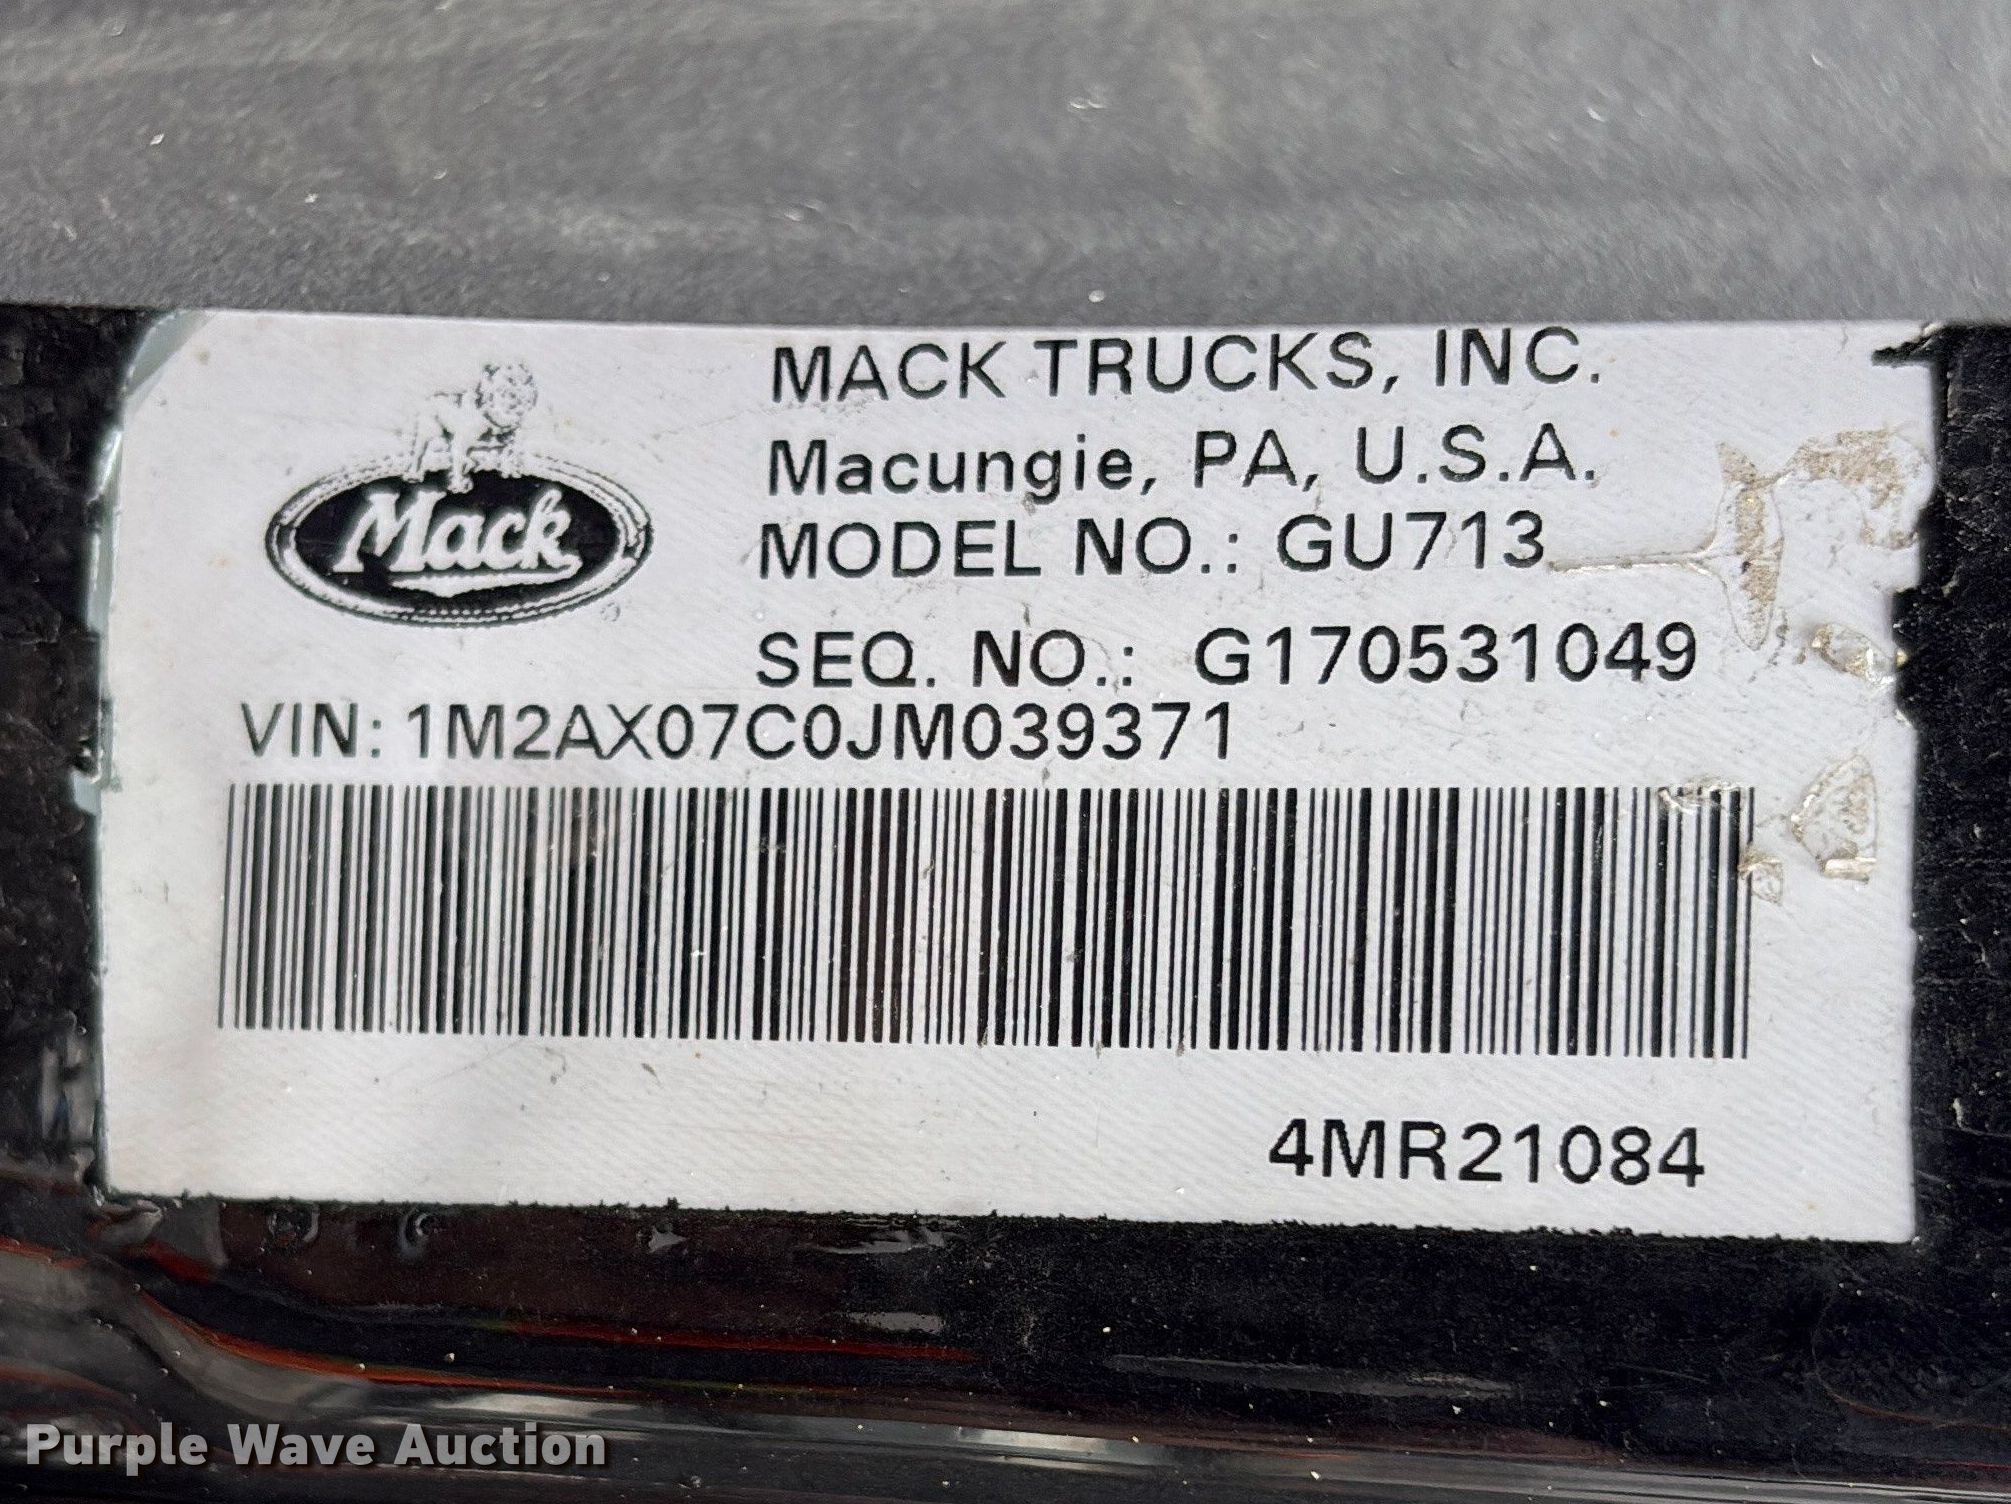 MACK TRUCKS, INC.
Mack
®
Macungie, PA, U.S.A.
MODEL NO.: GU713
SEQ. NO.: G170531049
VIN: 1M2AX07C0JM039371
4MR21084
Purple Wave Auction